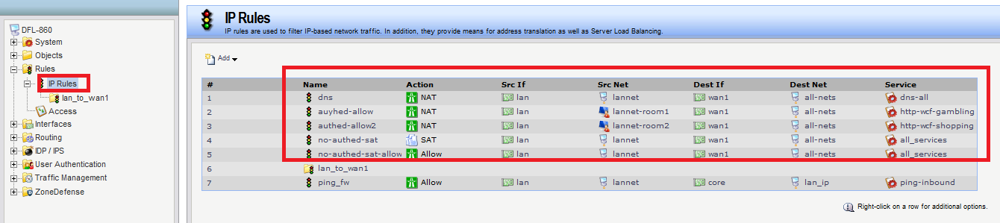 DFL-860
System
Objects
Rules
IP Rules
lan_to_wan1
Access
Interfaces
Routing
IDP / IPS
User Authentication
Traffic Management
ZoneDefense
IP Rules
IP rules are used to filter IP-based network traffic. In addition, they provide means for address translation as well as Server Load Balancing.
Add
# Name Action Src If Src Net Dest If Dest Net Service
1 dns NAT lan lannet wan1 all-nets dns-all
2 auyhed-allow NAT lan lannet-room1 wan1 all-nets http-wcf-gambling
3 authed-allow2 NAT lan lannet-room2 wan1 all-nets http-wcf-shopping
4 no-authed-sat SAT lan lannet wan1 all-nets all_services
5 no-authed-sat-allow Allow lan lannet wan1 all-nets all_services
6 lan_to_wan1
7 ping_fw Allow lan lannet core lan_ip ping-inbound
Right-click on a row for additional options.